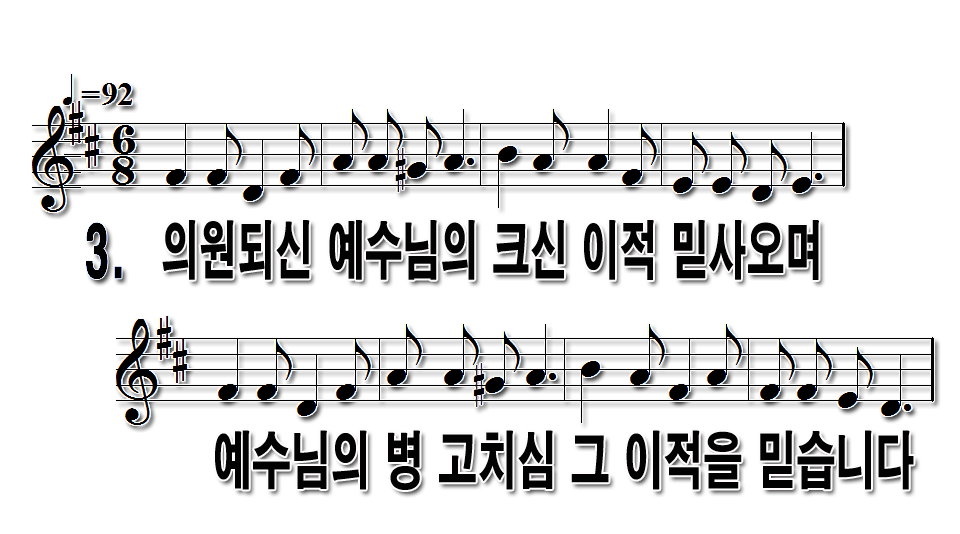 ♩=92
6
8
3. 의원되신 예수님의 크신 이적 믿사오며
예수님의 병 고치심 그 이적을 믿습니다